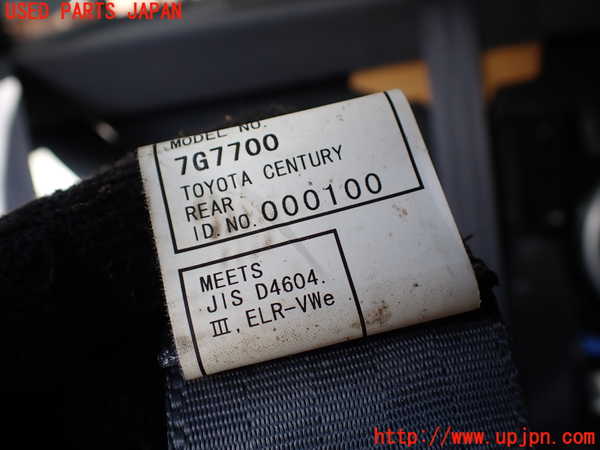 USED PARTS JAPAN
MODEL NO.
7G7700
TOYOTA CENTURY
REAR
ID.NO.000100
MEETS
JIS D4604.
III, ELR-VWe
http://www.upjpn.com